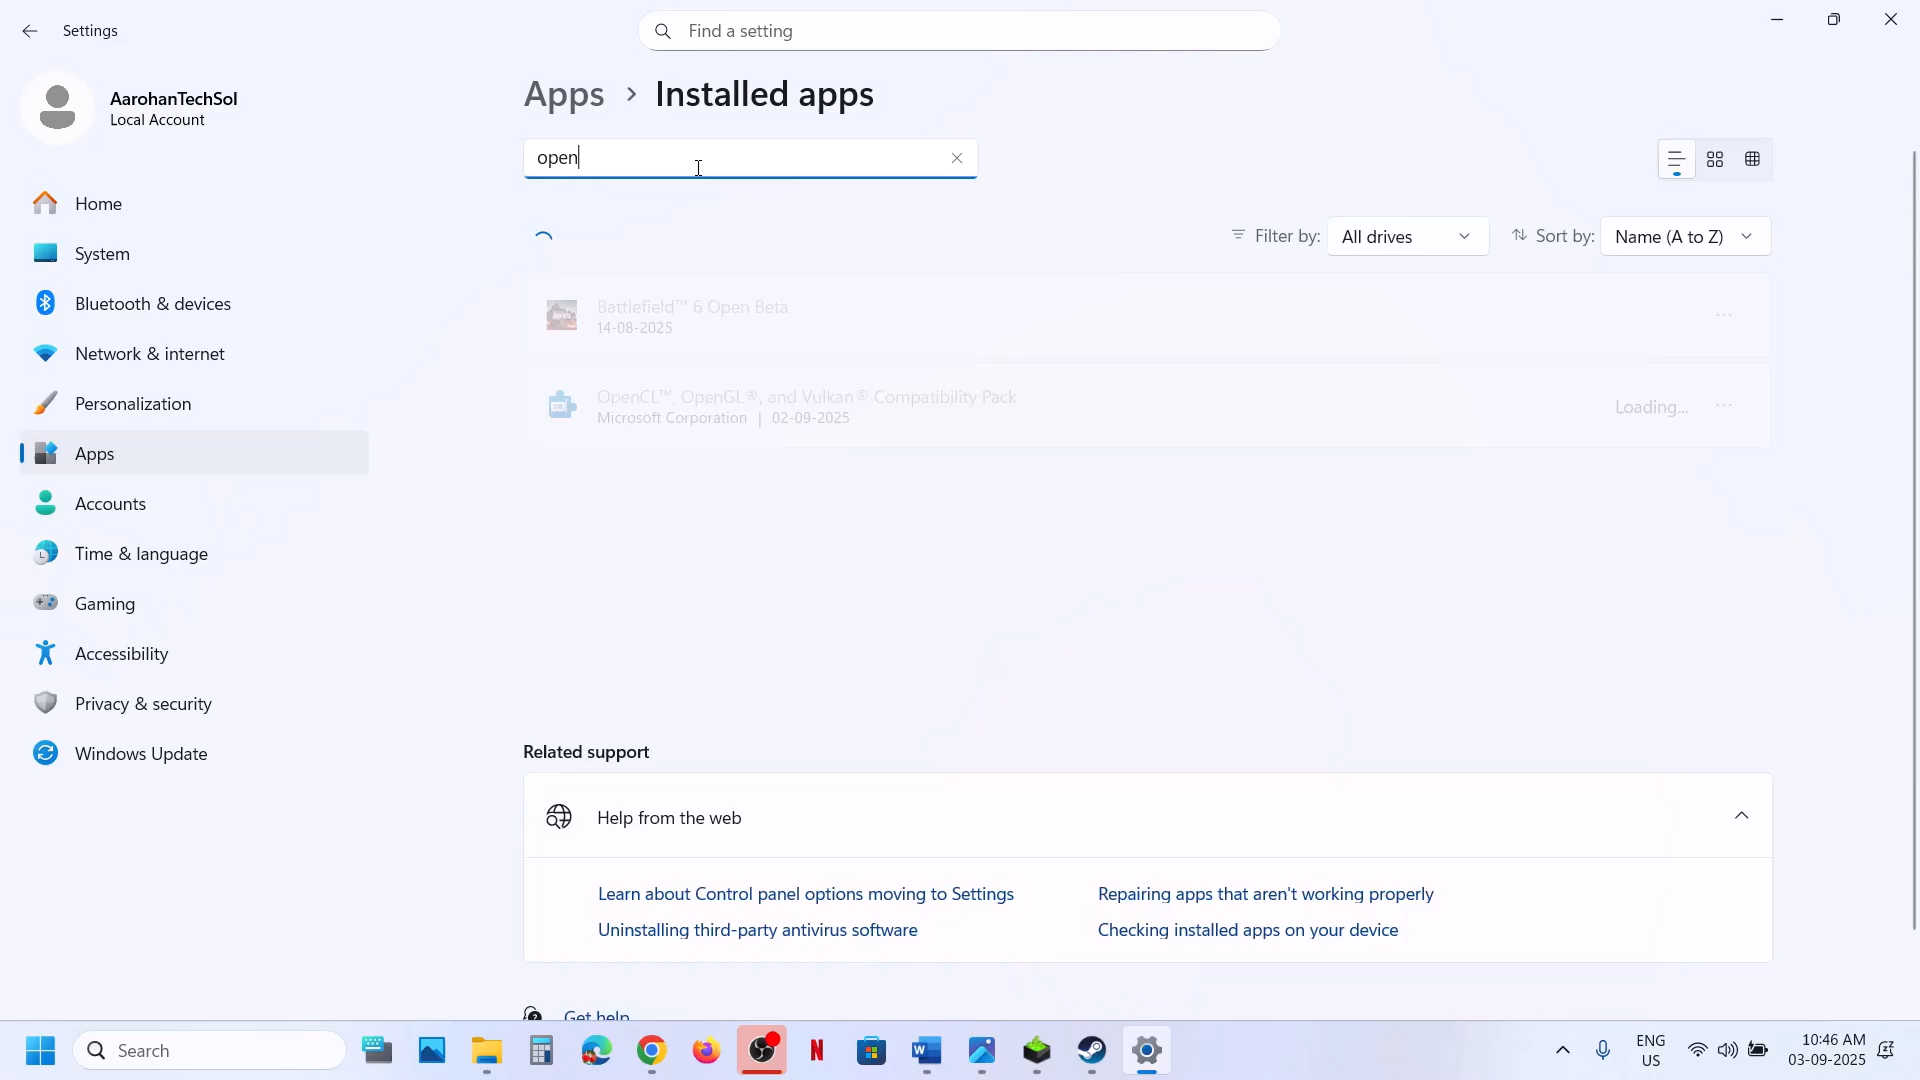 Settings
Find a setting
AarohanTechSol
Local Account
Home
System
Bluetooth & devices
Network & internet
Personalization
Apps
Accounts
Time & language
Gaming
Accessibility
Privacy & security
Windows Update
Apps > Installed apps
open
Filter by: All drives
Sort by: Name (A to Z)
Battlefield™ 6 Open Beta
14-08-2025
OpenCL™, OpenGL®, and Vulkan® Compatibility Pack
Microsoft Corporation | 02-09-2025
Loading...
Related support
Help from the web
Learn about Control panel options moving to Settings
Repairing apps that aren't working properly
Uninstalling third-party antivirus software
Checking installed apps on your device
Get help
Search
ENG
US
10:46 AM
03-09-2025